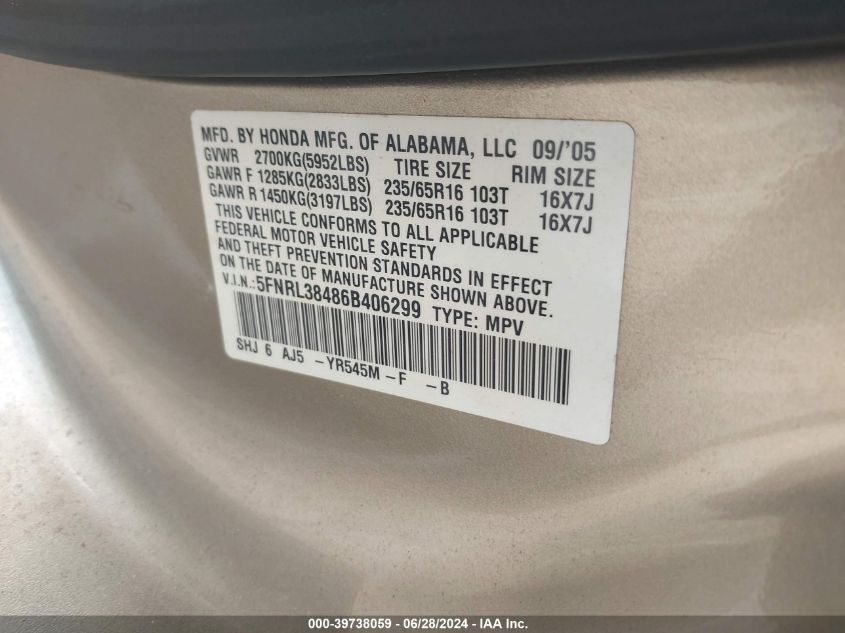 MFD. BY HONDA MFG. OF ALABAMA, LLC 09/'05
GVWR 2700KG(5952LBS) TIRE SIZE RIM SIZE
GAWR F 1285KG(2833LBS) 235/65R16 103T 16X7J
GAWR R 1450KG(3197LBS) 235/65R16 103T 16X7J
THIS VEHICLE CONFORMS TO ALL APPLICABLE
FEDERAL MOTOR VEHICLE SAFETY
AND THEFT PREVENTION STANDARDS IN EFFECT
ON THE DATE OF MANUFACTURE SHOWN ABOVE.
V.I.N.:5FNRL38486B406299 TYPE: MPV
SHJ 6 AJ5 -YR545M -F -B
000-39738059 / 06/28/2024 - IAA Inc.